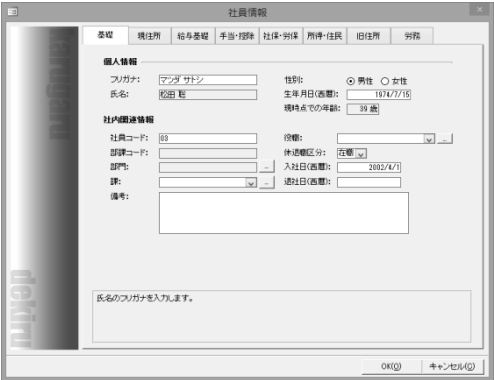 社員情報
基礎 現住所 給与基礎 手当・控除 社保・労保 所得・住民 旧住所 労務
個人情報
フリガナ: マツダ サトシ 性別: 男性 女性
氏名: 松田 聡 生年月日(西暦): 1974/7/15
現時点での年齢: 39 歳
社内関連情報
社員コード: 03 役職: ...
部課コード: 休退職区分: 在職
部門: ... 入社日(西暦): 2002/4/1
課: ... 退社日(西暦):
備考:
氏名のフリガナを入力します。
Karugaru
dekiru
OK(O) キャンセル(C)